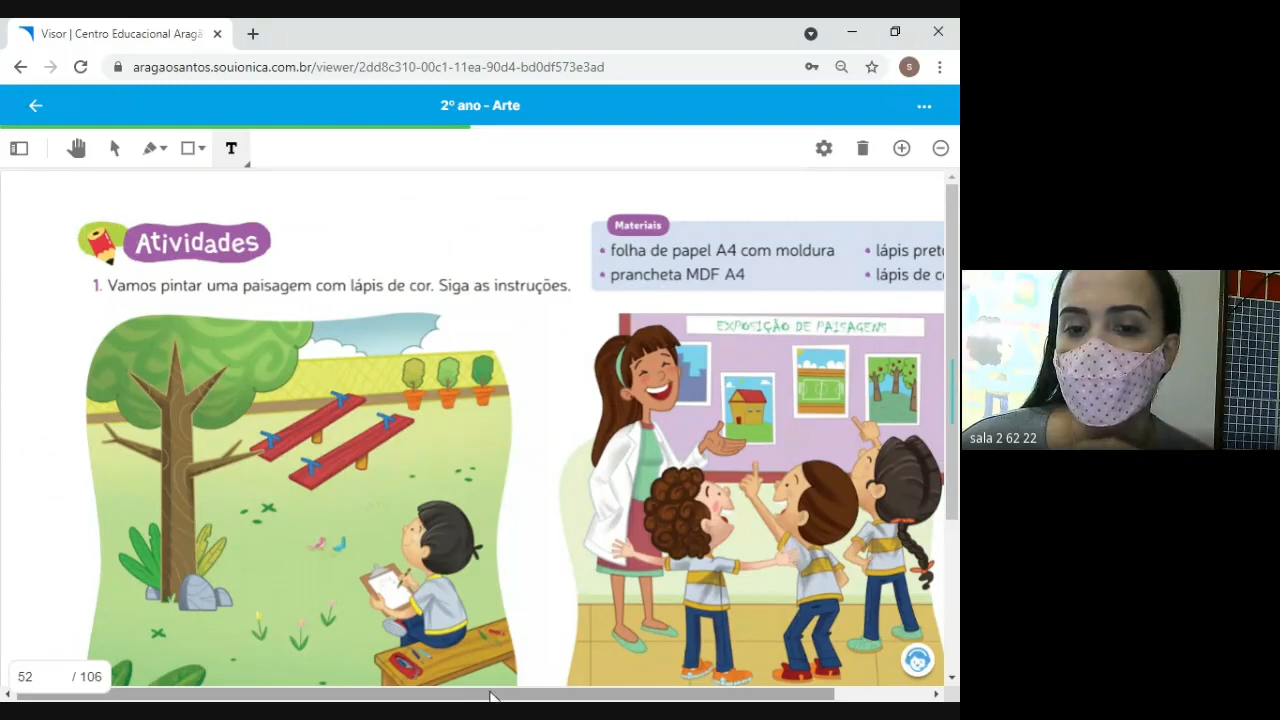 Visor | Centro Educacional Aragã
aragaosantos.souionica.com.br/viewer/2dd8c310-00c1-11ea-90d4-bd0df573e3ad
S
2º ano - Arte
T
Atividades
1. Vamos pintar uma paisagem com lápis de cor. Siga as instruções.
Materiais
• folha de papel A4 com moldura
• prancheta MDF A4
• lápis preto
• lápis de c
EXPOSIÇÃO DE PAISAGENS
52 / 106
sala 2 62 22